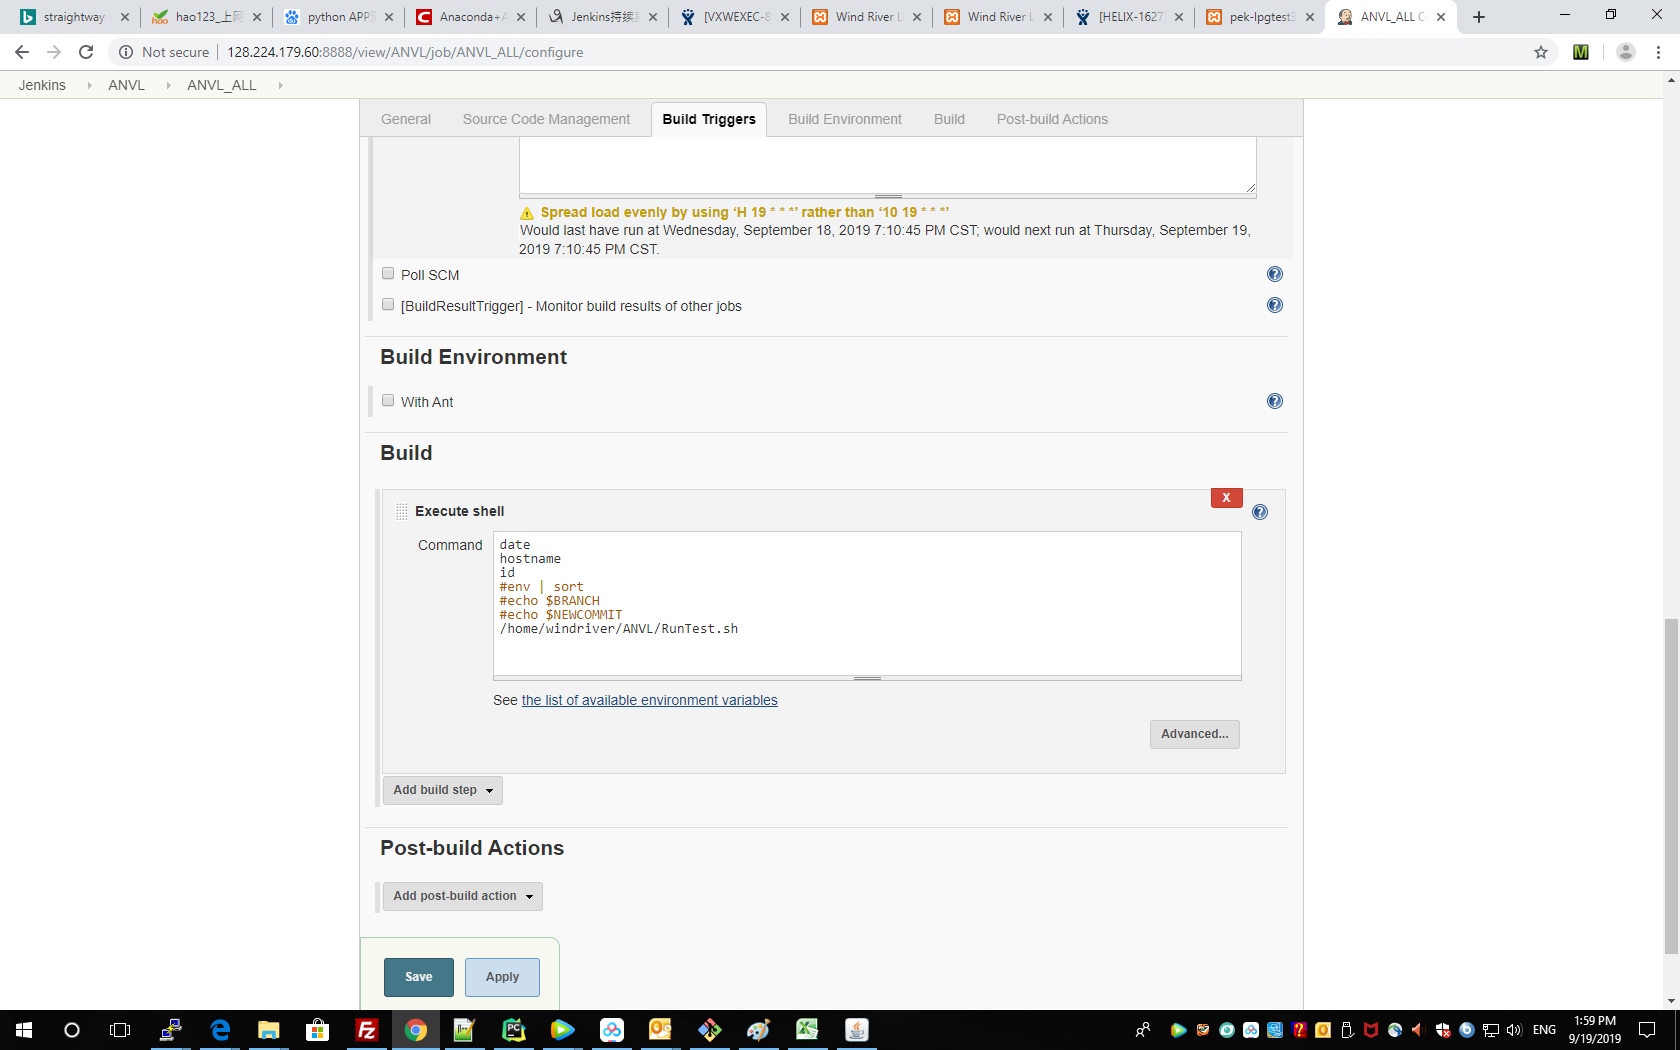 straightway
hao123_上网
python APP
Anaconda+A
Jenkins持续
[VXWEXEC-8
Wind River L
Wind River L
[HELIX-1627
pek-lpgtest3
ANVL_ALL C
Not secure
128.224.179.60:8888/view/ANVL/job/ANVL_ALL/configure
Jenkins
ANVL
ANVL_ALL
General
Source Code Management
Build Triggers
Build Environment
Build
Post-build Actions
Spread load evenly by using ‘H 19 * * *’ rather than ‘10 19 * * *’
Would last have run at Wednesday, September 18, 2019 7:10:45 PM CST; would next run at Thursday, September 19,
2019 7:10:45 PM CST.
Poll SCM
[BuildResultTrigger] - Monitor build results of other jobs
Build Environment
With Ant
Build
X
Execute shell
Command
date
hostname
id
#env | sort
#echo $BRANCH
#echo $NEWCOMMIT
/home/windriver/ANVL/RunTest.sh
See the list of available environment variables
Advanced...
Add build step
Post-build Actions
Add post-build action
Save
Apply
ENG
1:59 PM
9/19/2019